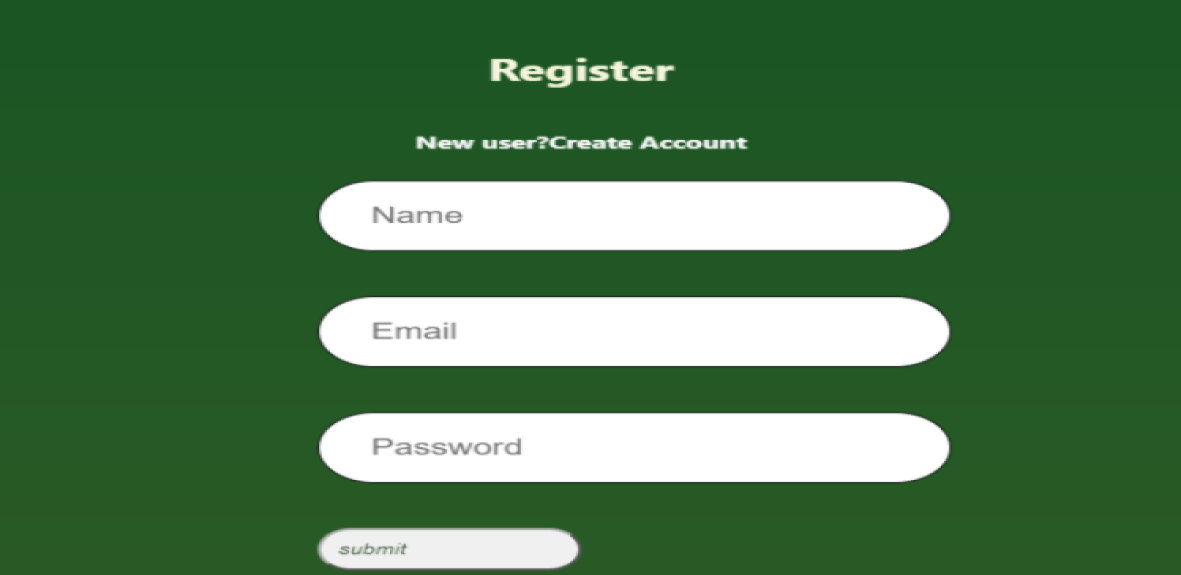 Register
New user?Create Account
Name
Email
Password
submit